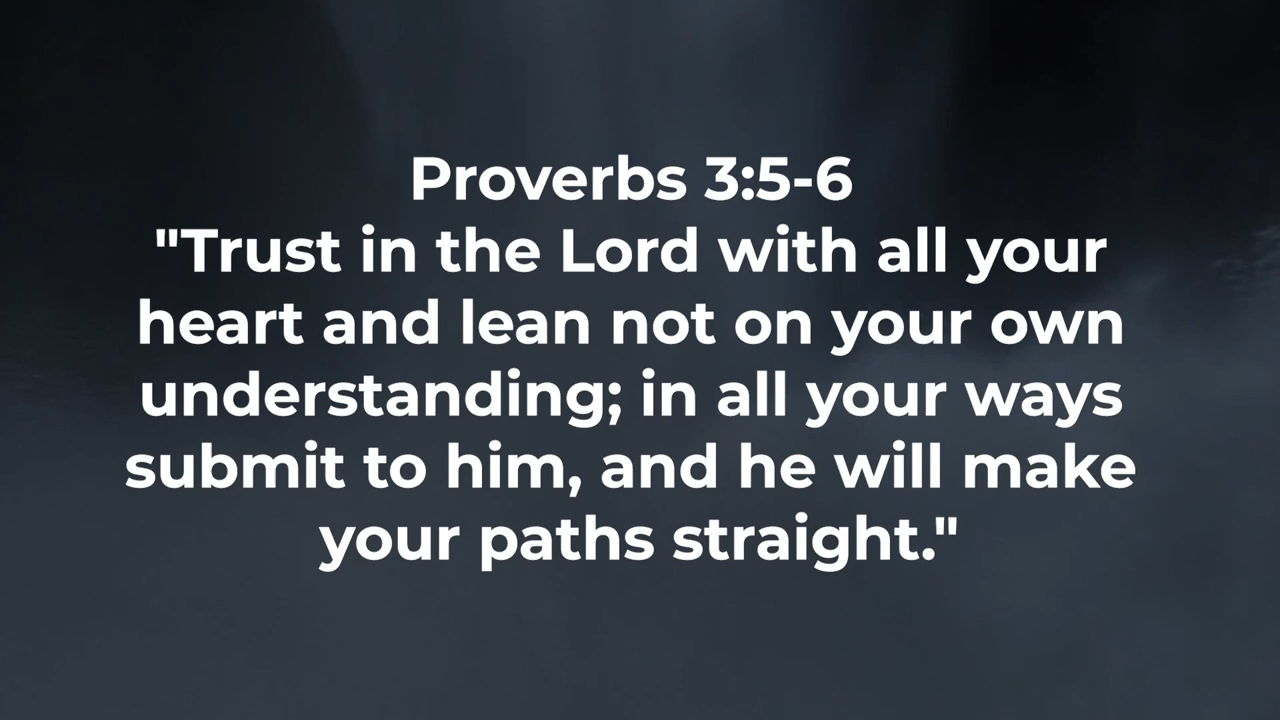 Proverbs 3:5-6
"Trust in the Lord with all your
heart and lean not on your own
understanding; in all your ways
submit to him, and he will make
your paths straight."